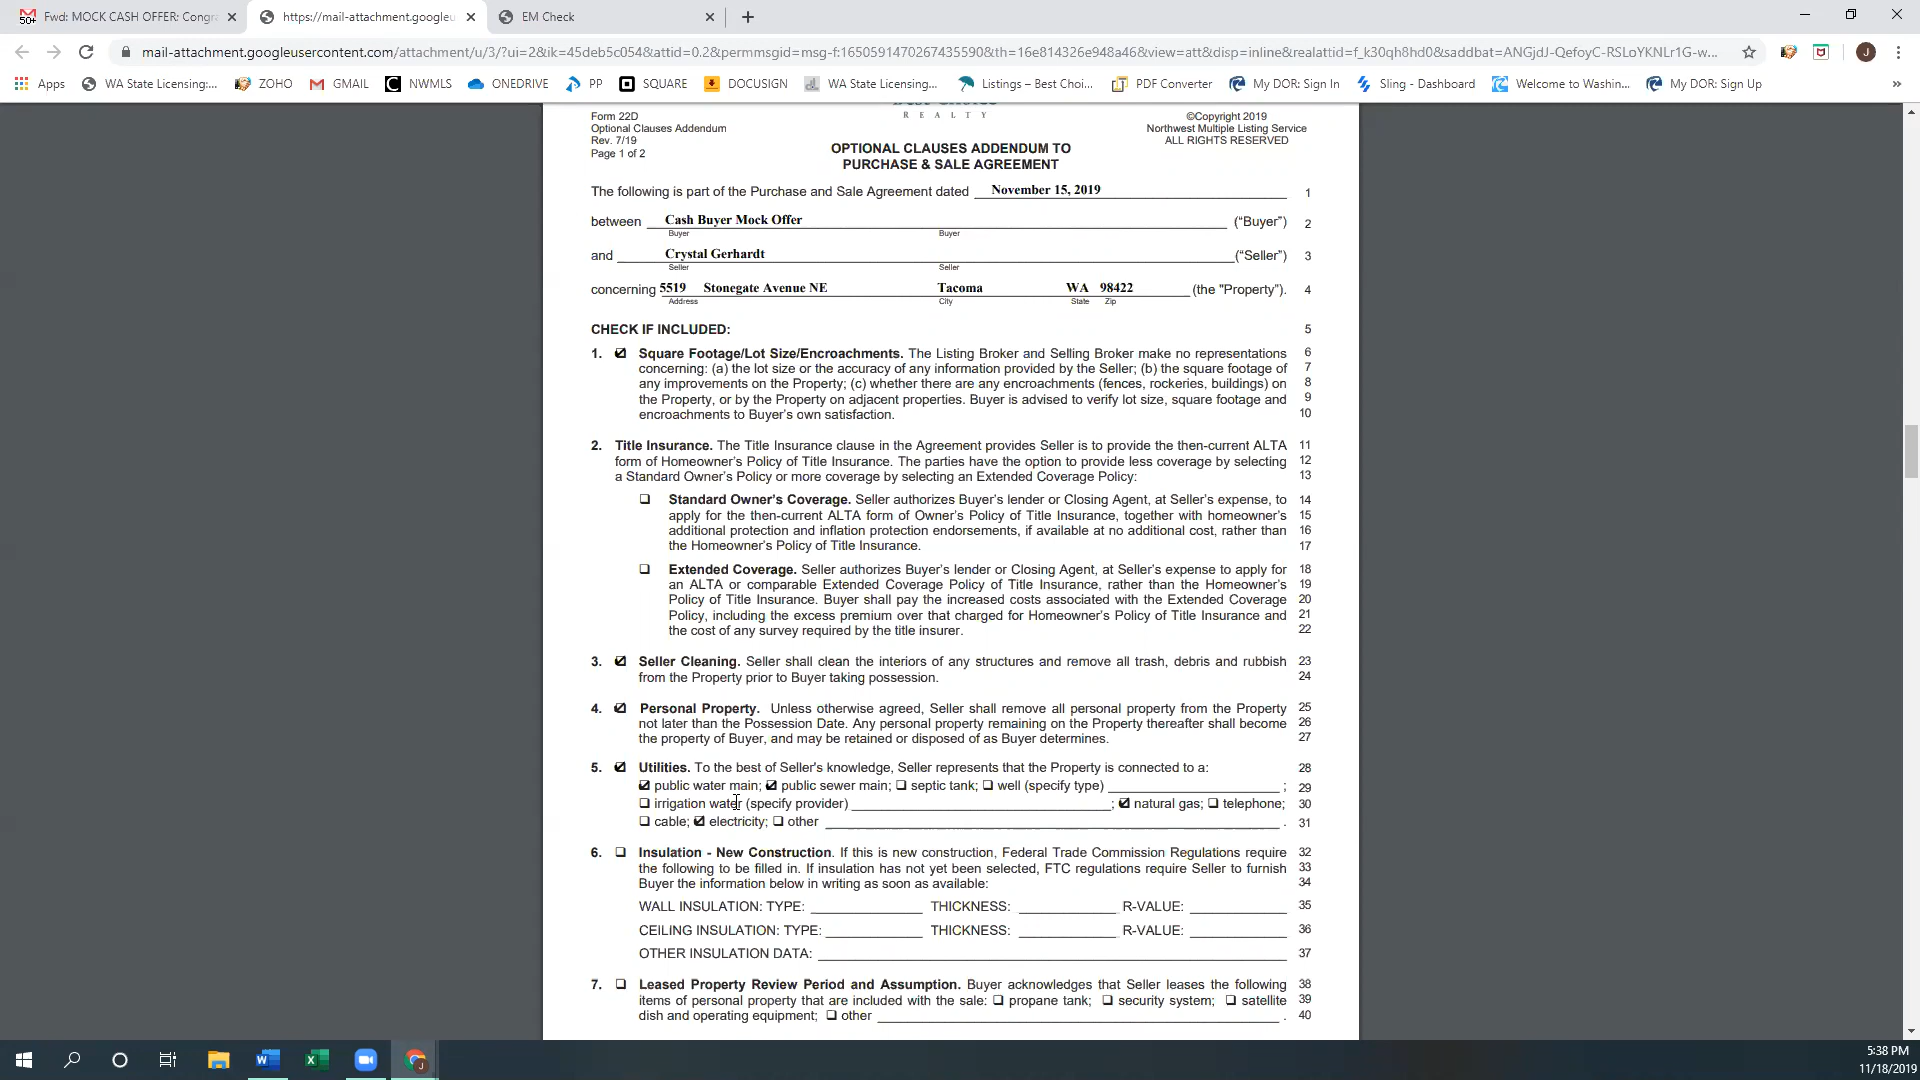 Fwd: MOCK CASH OFFER: Congra
https://mail-attachment.googleu
EM Check
mail-attachment.googleusercontent.com/attachment/u/3/?ui=2&ik=45deb5c054&attid=0.2&permmsgid=msg-f:1650591470267435590&th=16e814326e948a46&view=att&disp=inline&realattid=f_k30qh8hd0&saddbat=ANGjdJ-QefoyC-RSLoYKNLr1G-w...
Apps WA State Licensing:... ZOHO GMAIL NWMLS ONEDRIVE PP SQUARE DOCUSIGN WA State Licensing... Listings – Best Choi... PDF Converter My DOR: Sign In Sling - Dashboard Welcome to Washin... My DOR: Sign Up »
REALTY
Form 22D
Optional Clauses Addendum
Rev. 7/19
Page 1 of 2
©Copyright 2019
Northwest Multiple Listing Service
ALL RIGHTS RESERVED
OPTIONAL CLAUSES ADDENDUM TO
PURCHASE & SALE AGREEMENT
The following is part of the Purchase and Sale Agreement dated November 15, 2019 1
between Cash Buyer Mock Offer (“Buyer”) 2
Buyer Buyer
and Crystal Gerhardt (“Seller”) 3
Seller Seller
concerning 5519 Stonegate Avenue NE Tacoma WA 98422 (the "Property"). 4
Address City State Zip
CHECK IF INCLUDED: 5
1. ☑ Square Footage/Lot Size/Encroachments. The Listing Broker and Selling Broker make no representations 6
concerning: (a) the lot size or the accuracy of any information provided by the Seller; (b) the square footage of 7
any improvements on the Property; (c) whether there are any encroachments (fences, rockeries, buildings) on 8
the Property, or by the Property on adjacent properties. Buyer is advised to verify lot size, square footage and 9
encroachments to Buyer’s own satisfaction. 10
2. Title Insurance. The Title Insurance clause in the Agreement provides Seller is to provide the then-current ALTA 11
form of Homeowner’s Policy of Title Insurance. The parties have the option to provide less coverage by selecting 12
a Standard Owner’s Policy or more coverage by selecting an Extended Coverage Policy: 13
☐ Standard Owner’s Coverage. Seller authorizes Buyer’s lender or Closing Agent, at Seller’s expense, to 14
apply for the then-current ALTA form of Owner’s Policy of Title Insurance, together with homeowner’s 15
additional protection and inflation protection endorsements, if available at no additional cost, rather than 16
the Homeowner’s Policy of Title Insurance. 17
☐ Extended Coverage. Seller authorizes Buyer’s lender or Closing Agent, at Seller’s expense to apply for 18
an ALTA or comparable Extended Coverage Policy of Title Insurance, rather than the Homeowner’s 19
Policy of Title Insurance. Buyer shall pay the increased costs associated with the Extended Coverage 20
Policy, including the excess premium over that charged for Homeowner’s Policy of Title Insurance and 21
the cost of any survey required by the title insurer. 22
3. ☑ Seller Cleaning. Seller shall clean the interiors of any structures and remove all trash, debris and rubbish 23
from the Property prior to Buyer taking possession. 24
4. ☑ Personal Property. Unless otherwise agreed, Seller shall remove all personal property from the Property 25
not later than the Possession Date. Any personal property remaining on the Property thereafter shall become 26
the property of Buyer, and may be retained or disposed of as Buyer determines. 27
5. ☑ Utilities. To the best of Seller's knowledge, Seller represents that the Property is connected to a: 28
☑ public water main; ☑ public sewer main; ☐ septic tank; ☐ well (specify type) ; 29
☐ irrigation water (specify provider) ; ☑ natural gas; ☐ telephone; 30
☐ cable; ☑ electricity; ☐ other . 31
6. ☐ Insulation - New Construction. If this is new construction, Federal Trade Commission Regulations require 32
the following to be filled in. If insulation has not yet been selected, FTC regulations require Seller to furnish 33
Buyer the information below in writing as soon as available: 34
WALL INSULATION: TYPE: THICKNESS: R-VALUE: 35
CEILING INSULATION: TYPE: THICKNESS: R-VALUE: 36
OTHER INSULATION DATA: 37
7. ☐ Leased Property Review Period and Assumption. Buyer acknowledges that Seller leases the following 38
items of personal property that are included with the sale: ☐ propane tank; ☐ security system; ☐ satellite 39
dish and operating equipment; ☐ other . 40
5:38 PM
11/18/2019